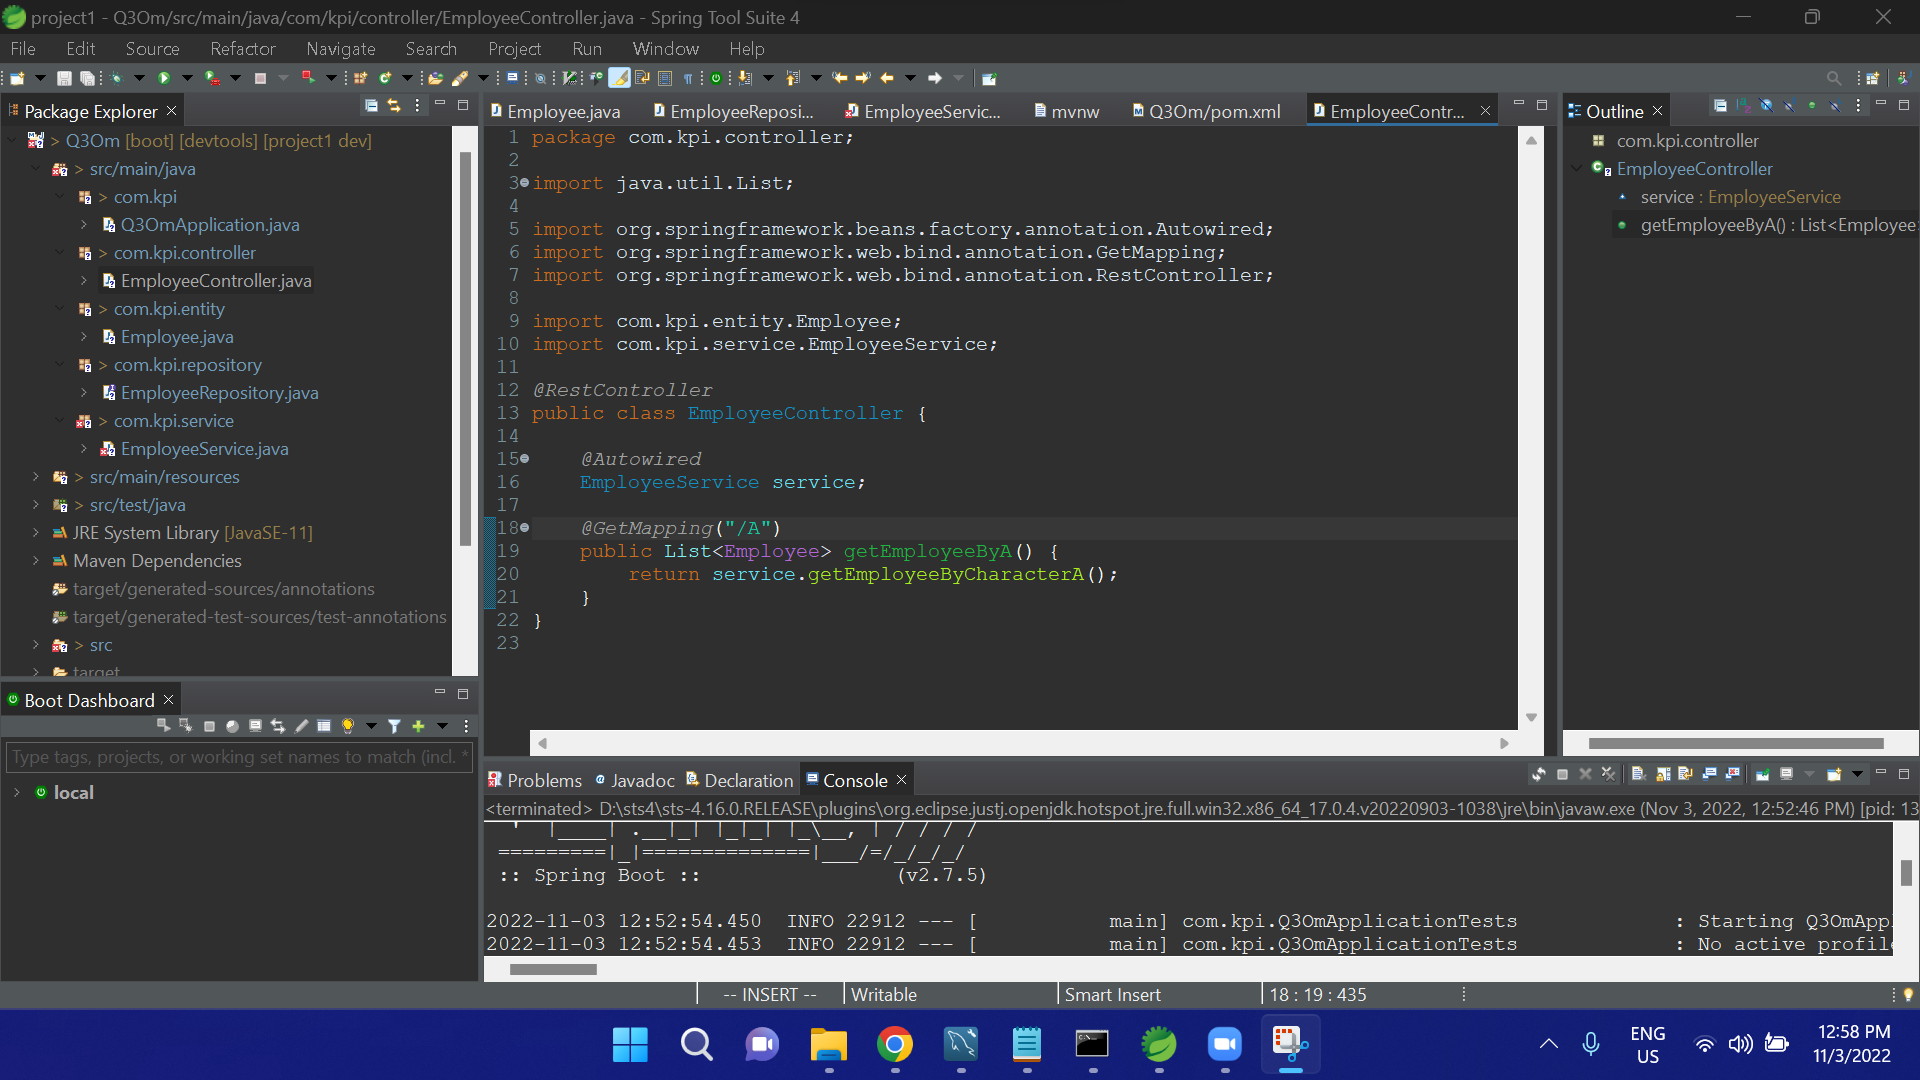 project1 - Q3Om/src/main/java/com/kpi/controller/EmployeeController.java - Spring Tool Suite 4
File Edit Source Refactor Navigate Search Project Run Window Help
Package Explorer
> Q3Om [boot] [devtools] [project1 dev]
> src/main/java
> com.kpi
Q3OmApplication.java
> com.kpi.controller
EmployeeController.java
> com.kpi.entity
Employee.java
> com.kpi.repository
EmployeeRepository.java
> com.kpi.service
EmployeeService.java
> src/main/resources
> src/test/java
JRE System Library [JavaSE-11]
Maven Dependencies
target/generated-sources/annotations
target/generated-test-sources/test-annotations
> src
target
Boot Dashboard
Type tags, projects, or working set names to match (incl. *
local
Employee.java EmployeeReposi... EmployeeServic... mvnw Q3Om/pom.xml EmployeeContr...
1 package com.kpi.controller;
2
3 import java.util.List;
4
5 import org.springframework.beans.factory.annotation.Autowired;
6 import org.springframework.web.bind.annotation.GetMapping;
7 import org.springframework.web.bind.annotation.RestController;
8
9 import com.kpi.entity.Employee;
10 import com.kpi.service.EmployeeService;
11
12 @RestController
13 public class EmployeeController {
14
15 @Autowired
16 EmployeeService service;
17
18 @GetMapping("/A")
19 public List<Employee> getEmployeeByA() {
20 return service.getEmployeeByCharacterA();
21 }
22 }
23
Outline
com.kpi.controller
EmployeeController
service : EmployeeService
getEmployeeByA() : List<Employee
Problems Javadoc Declaration Console
<terminated> D:\sts4\sts-4.16.0.RELEASE\plugins\org.eclipse.justj.openjdk.hotspot.jre.full.win32.x86_64_17.0.4.v20220903-1038\jre\bin\javaw.exe (Nov 3, 2022, 12:52:46 PM) [pid: 13
' |____| .__|_| |_|_| |_\__, | / / / /
=========|_|==============|___/=/_/_/_/
:: Spring Boot :: (v2.7.5)
2022-11-03 12:52:54.450 INFO 22912 --- [ main] com.kpi.Q3OmApplicationTests : Starting Q3OmAppl
2022-11-03 12:52:54.453 INFO 22912 --- [ main] com.kpi.Q3OmApplicationTests : No active profile
-- INSERT -- Writable Smart Insert 18 : 19 : 435
ENG
US
12:58 PM
11/3/2022